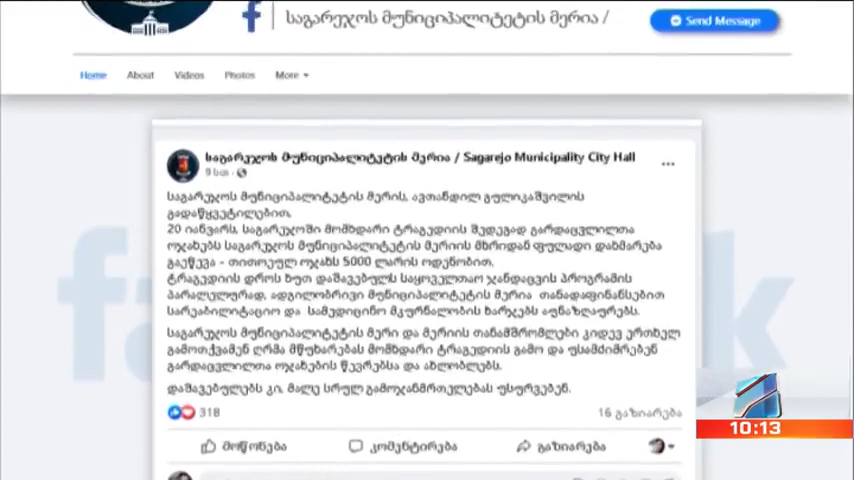 f საგარეჯოს მუნიციპალიტეტის მერია /
Send Message
Home About Videos Photos More
საგარეჯოს მუნიციპალიტეტის მერია / Sagarejo Municipality City Hall
9 სთ ·
საგარეჯოს მუნიციპალიტეტის მერის, ავთანდილ გულიკაშვილის
გადაწყვეტილებით,
20 იანვარს, საგარეჯოში მომხდარი ტრაგედიის შედეგად გარდაცვლილთა
ოჯახებს საგარეჯოს მუნიციპალიტეტის მერიის მხრიდან ფულადი დახმარება
გაეწევა - თითოეულ ოჯახს 5000 ლარის ოდენობით.
ტრაგედიის დროს ხუთ დაშავებულს საყოველთაო ჯანდაცვის პროგრამის
პარალელურად, ადგილობრივი მუნიციპალიტეტის მერია თანადაფინანსებით
სარეაბილიტაციო და სამედიცინო მკურნალობის ხარჯებს აუნაზღაურებს.
საგარეჯოს მუნიციპალიტეტის მერი და მერიის თანამშრომლები კიდევ ერთხელ
გამოთქვამენ ღრმა მწუხარებას მომხდარი ტრაგედიის გამო და უსამძიმრებენ
გარდაცვლილთა ოჯახების წევრებსა და ახლობლებს.
დაშავებულებს კი, მალე სრულ გამოჯანმრთელებას უსურვებენ.
318 16 გაზიარება
მოწონება კომენტირება გაზიარება
10:13